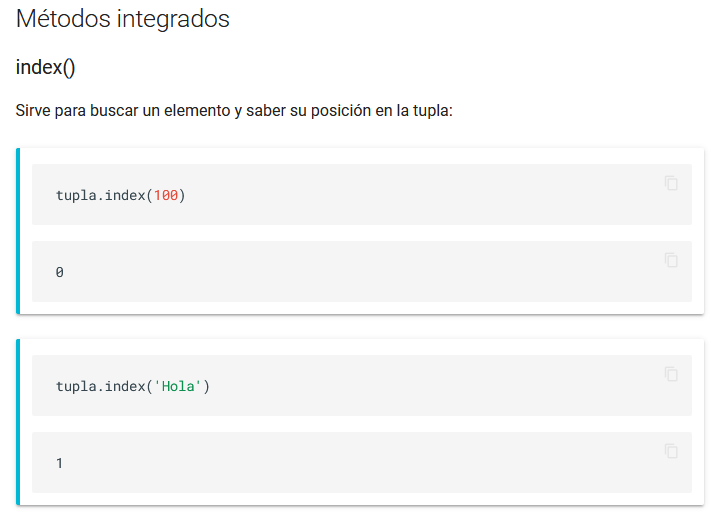 Métodos integrados
index()
Sirve para buscar un elemento y saber su posición en la tupla:
tupla.index(100)
0
tupla.index('Hola')
1